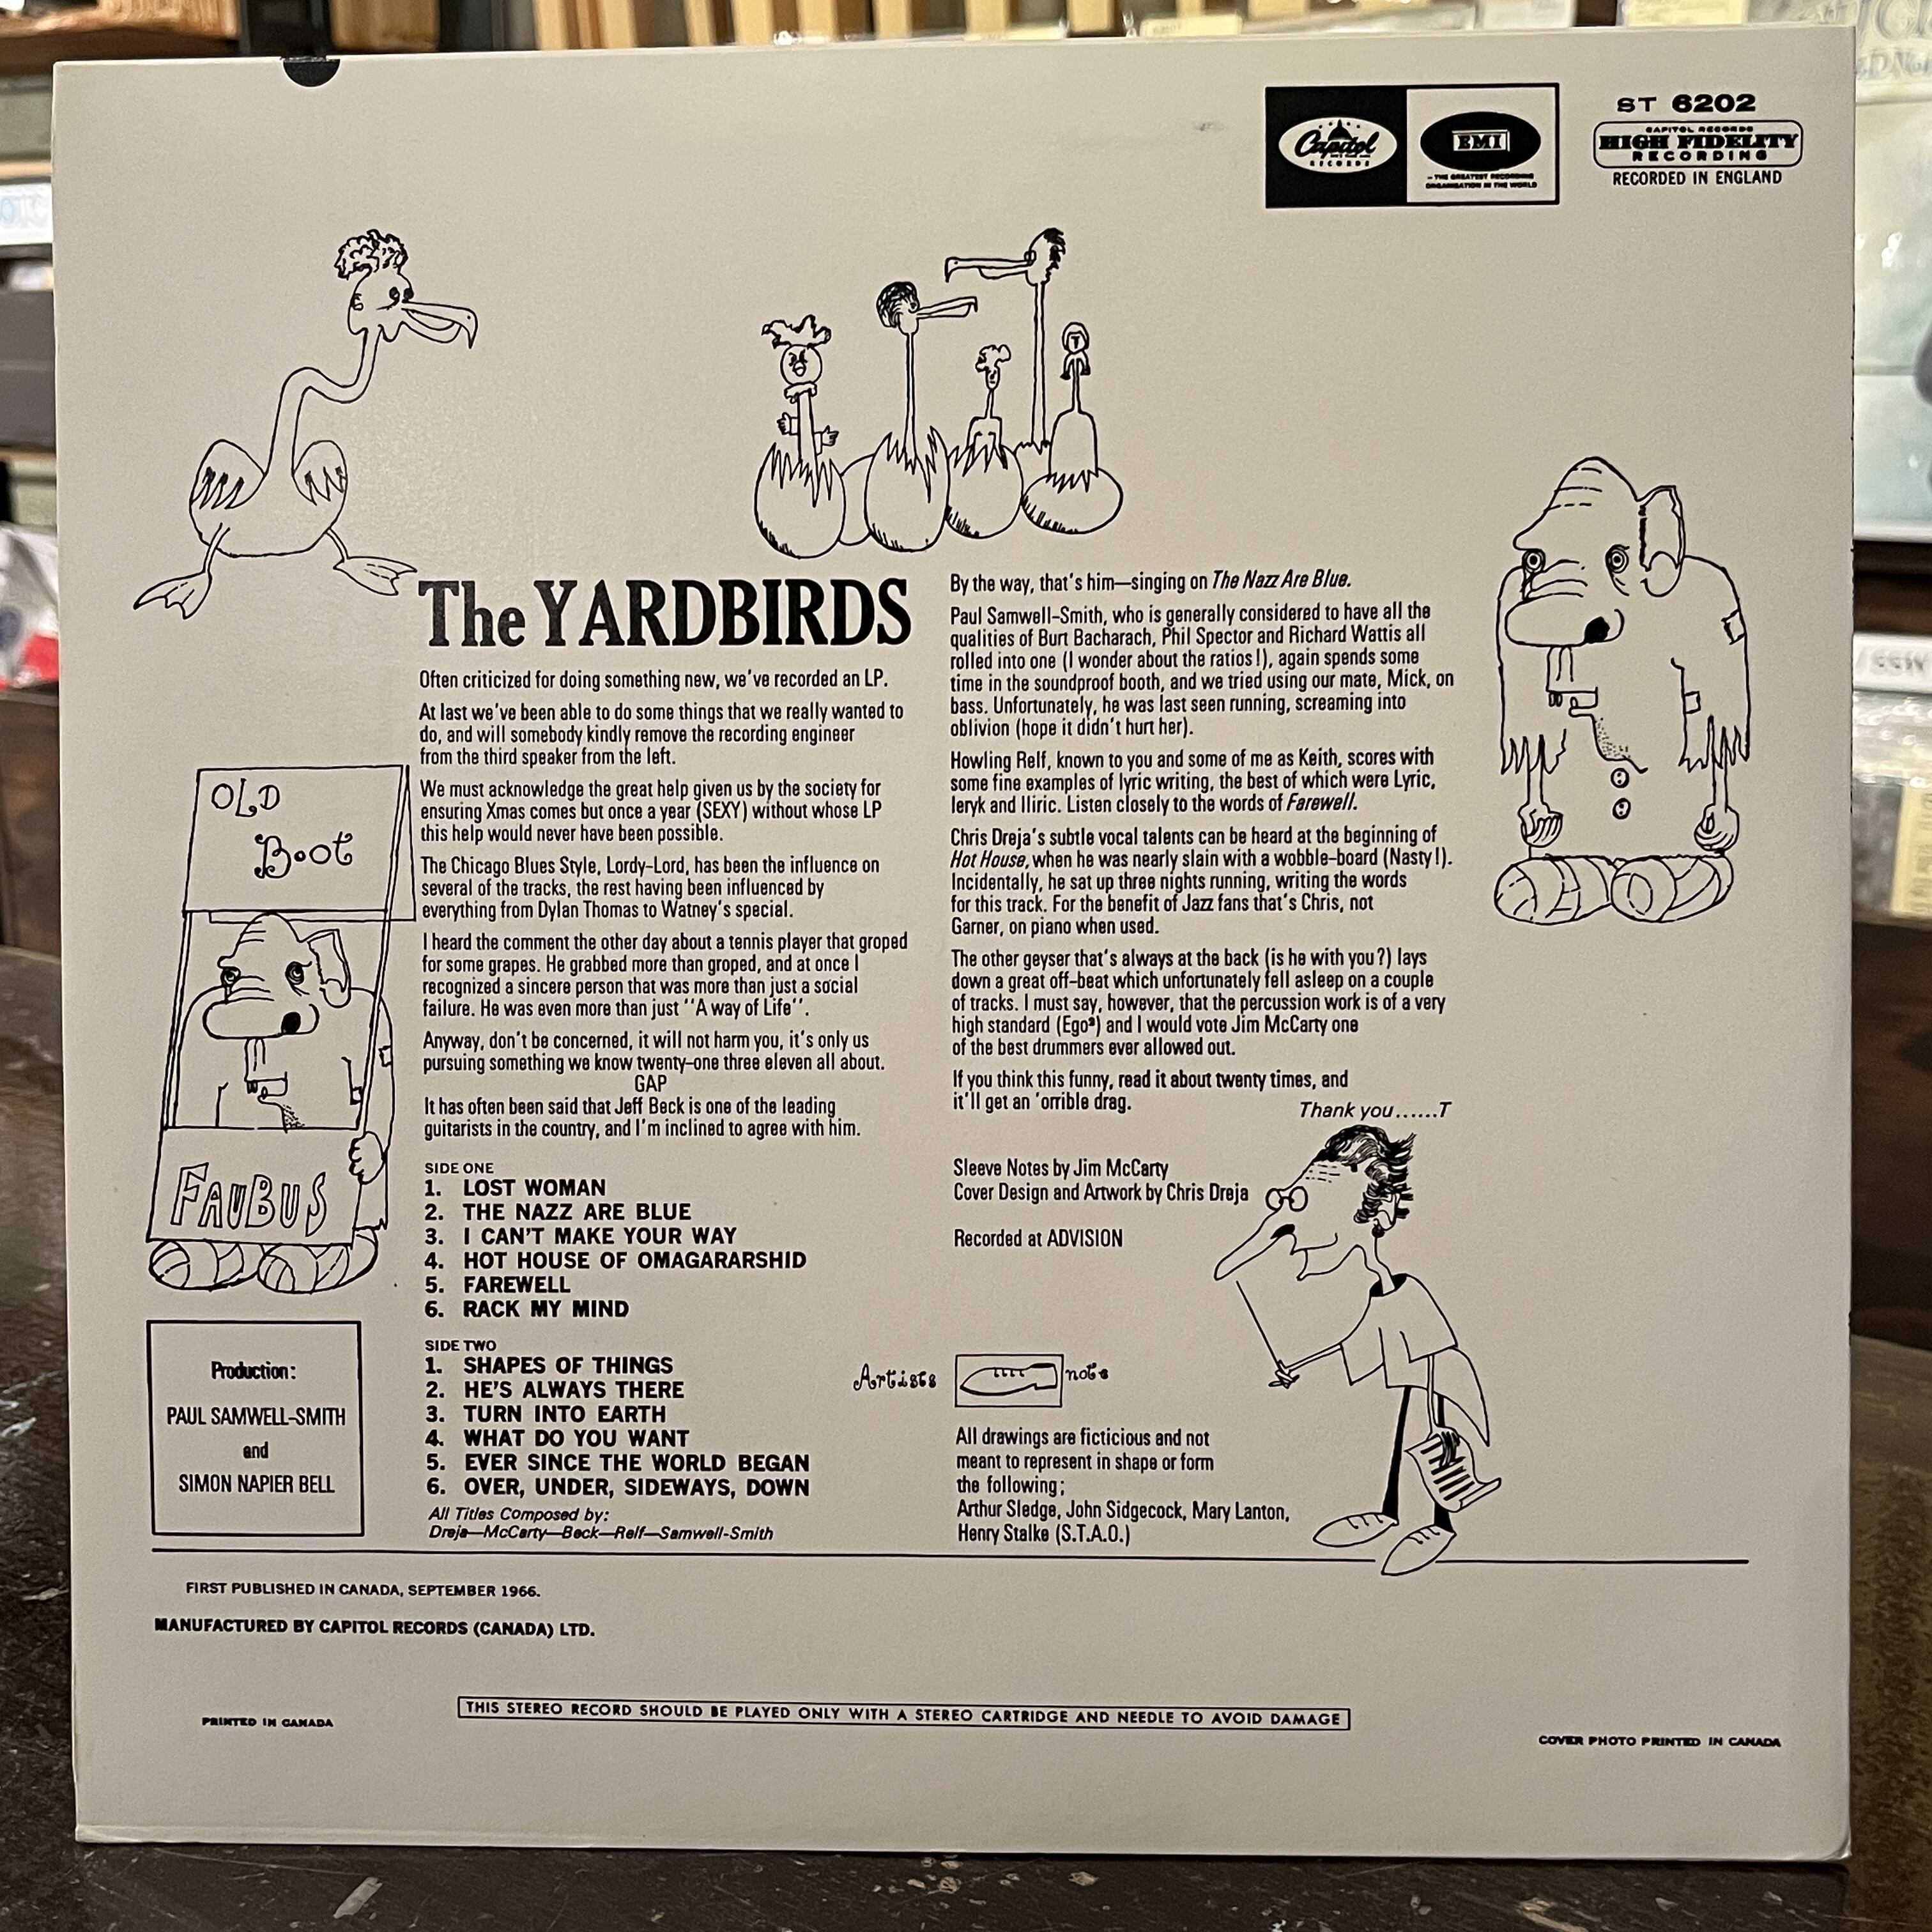 Capitol
RECORDS
EMI
— THE GREATEST RECORDING
ORGANISATION IN THE WORLD
ST 6202
CAPITOL RECORDS
HIGH FIDELITY
RECORDING
RECORDED IN ENGLAND
The YARDBIRDS
Often criticized for doing something new, we've recorded an LP.
At last we've been able to do some things that we really wanted to
do, and will somebody kindly remove the recording engineer
from the third speaker from the left.
We must acknowledge the great help given us by the society for
ensuring Xmas comes but once a year (SEXY) without whose LP
this help would never have been possible.
The Chicago Blues Style, Lordy-Lord, has been the influence on
several of the tracks, the rest having been influenced by
everything from Dylan Thomas to Watney's special.
I heard the comment the other day about a tennis player that groped
for some grapes. He grabbed more than groped, and at once I
recognized a sincere person that was more than just a social
failure. He was even more than just ''A way of Life''.
Anyway, don't be concerned, it will not harm you, it's only us
pursuing something we know twenty-one three eleven all about.
GAP
It has often been said that Jeff Beck is one of the leading
guitarists in the country, and I'm inclined to agree with him.
SIDE ONE
1. LOST WOMAN
2. THE NAZZ ARE BLUE
3. I CAN'T MAKE YOUR WAY
4. HOT HOUSE OF OMAGARARSHID
5. FAREWELL
6. RACK MY MIND
SIDE TWO
1. SHAPES OF THINGS
2. HE'S ALWAYS THERE
3. TURN INTO EARTH
4. WHAT DO YOU WANT
5. EVER SINCE THE WORLD BEGAN
6. OVER, UNDER, SIDEWAYS, DOWN
All Titles Composed by:
Dreja—McCarty—Beck—Relf—Samwell-Smith
By the way, that's him—singing on The Nazz Are Blue.
Paul Samwell-Smith, who is generally considered to have all the
qualities of Burt Bacharach, Phil Spector and Richard Wattis all
rolled into one (I wonder about the ratios!), again spends some
time in the soundproof booth, and we tried using our mate, Mick, on
bass. Unfortunately, he was last seen running, screaming into
oblivion (hope it didn't hurt her).
Howling Relf, known to you and some of me as Keith, scores with
some fine examples of lyric writing, the best of which were Lyric,
leryk and Iliric. Listen closely to the words of Farewell.
Chris Dreja's subtle vocal talents can be heard at the beginning of
Hot House, when he was nearly slain with a wobble-board (Nasty!).
Incidentally, he sat up three nights running, writing the words
for this track. For the benefit of Jazz fans that's Chris, not
Garner, on piano when used.
The other geyser that's always at the back (is he with you?) lays
down a great off-beat which unfortunately fell asleep on a couple
of tracks. I must say, however, that the percussion work is of a very
high standard (Ego³) and I would vote Jim McCarty one
of the best drummers ever allowed out.
If you think this funny, read it about twenty times, and
it'll get an 'orrible drag.
Thank you......T
Sleeve Notes by Jim McCarty
Cover Design and Artwork by Chris Dreja
Recorded at ADVISION
Artists note
All drawings are ficticious and not
meant to represent in shape or form
the following;
Arthur Sledge, John Sidgecock, Mary Lanton,
Henry Stalke (S.T.A.O.)
OLD
Boot
FAUBUS
Production:
PAUL SAMWELL-SMITH
and
SIMON NAPIER BELL
FIRST PUBLISHED IN CANADA, SEPTEMBER 1966.
MANUFACTURED BY CAPITOL RECORDS (CANADA) LTD.
PRINTED IN CANADA
THIS STEREO RECORD SHOULD BE PLAYED ONLY WITH A STEREO CARTRIDGE AND NEEDLE TO AVOID DAMAGE
COVER PHOTO PRINTED IN CANADA